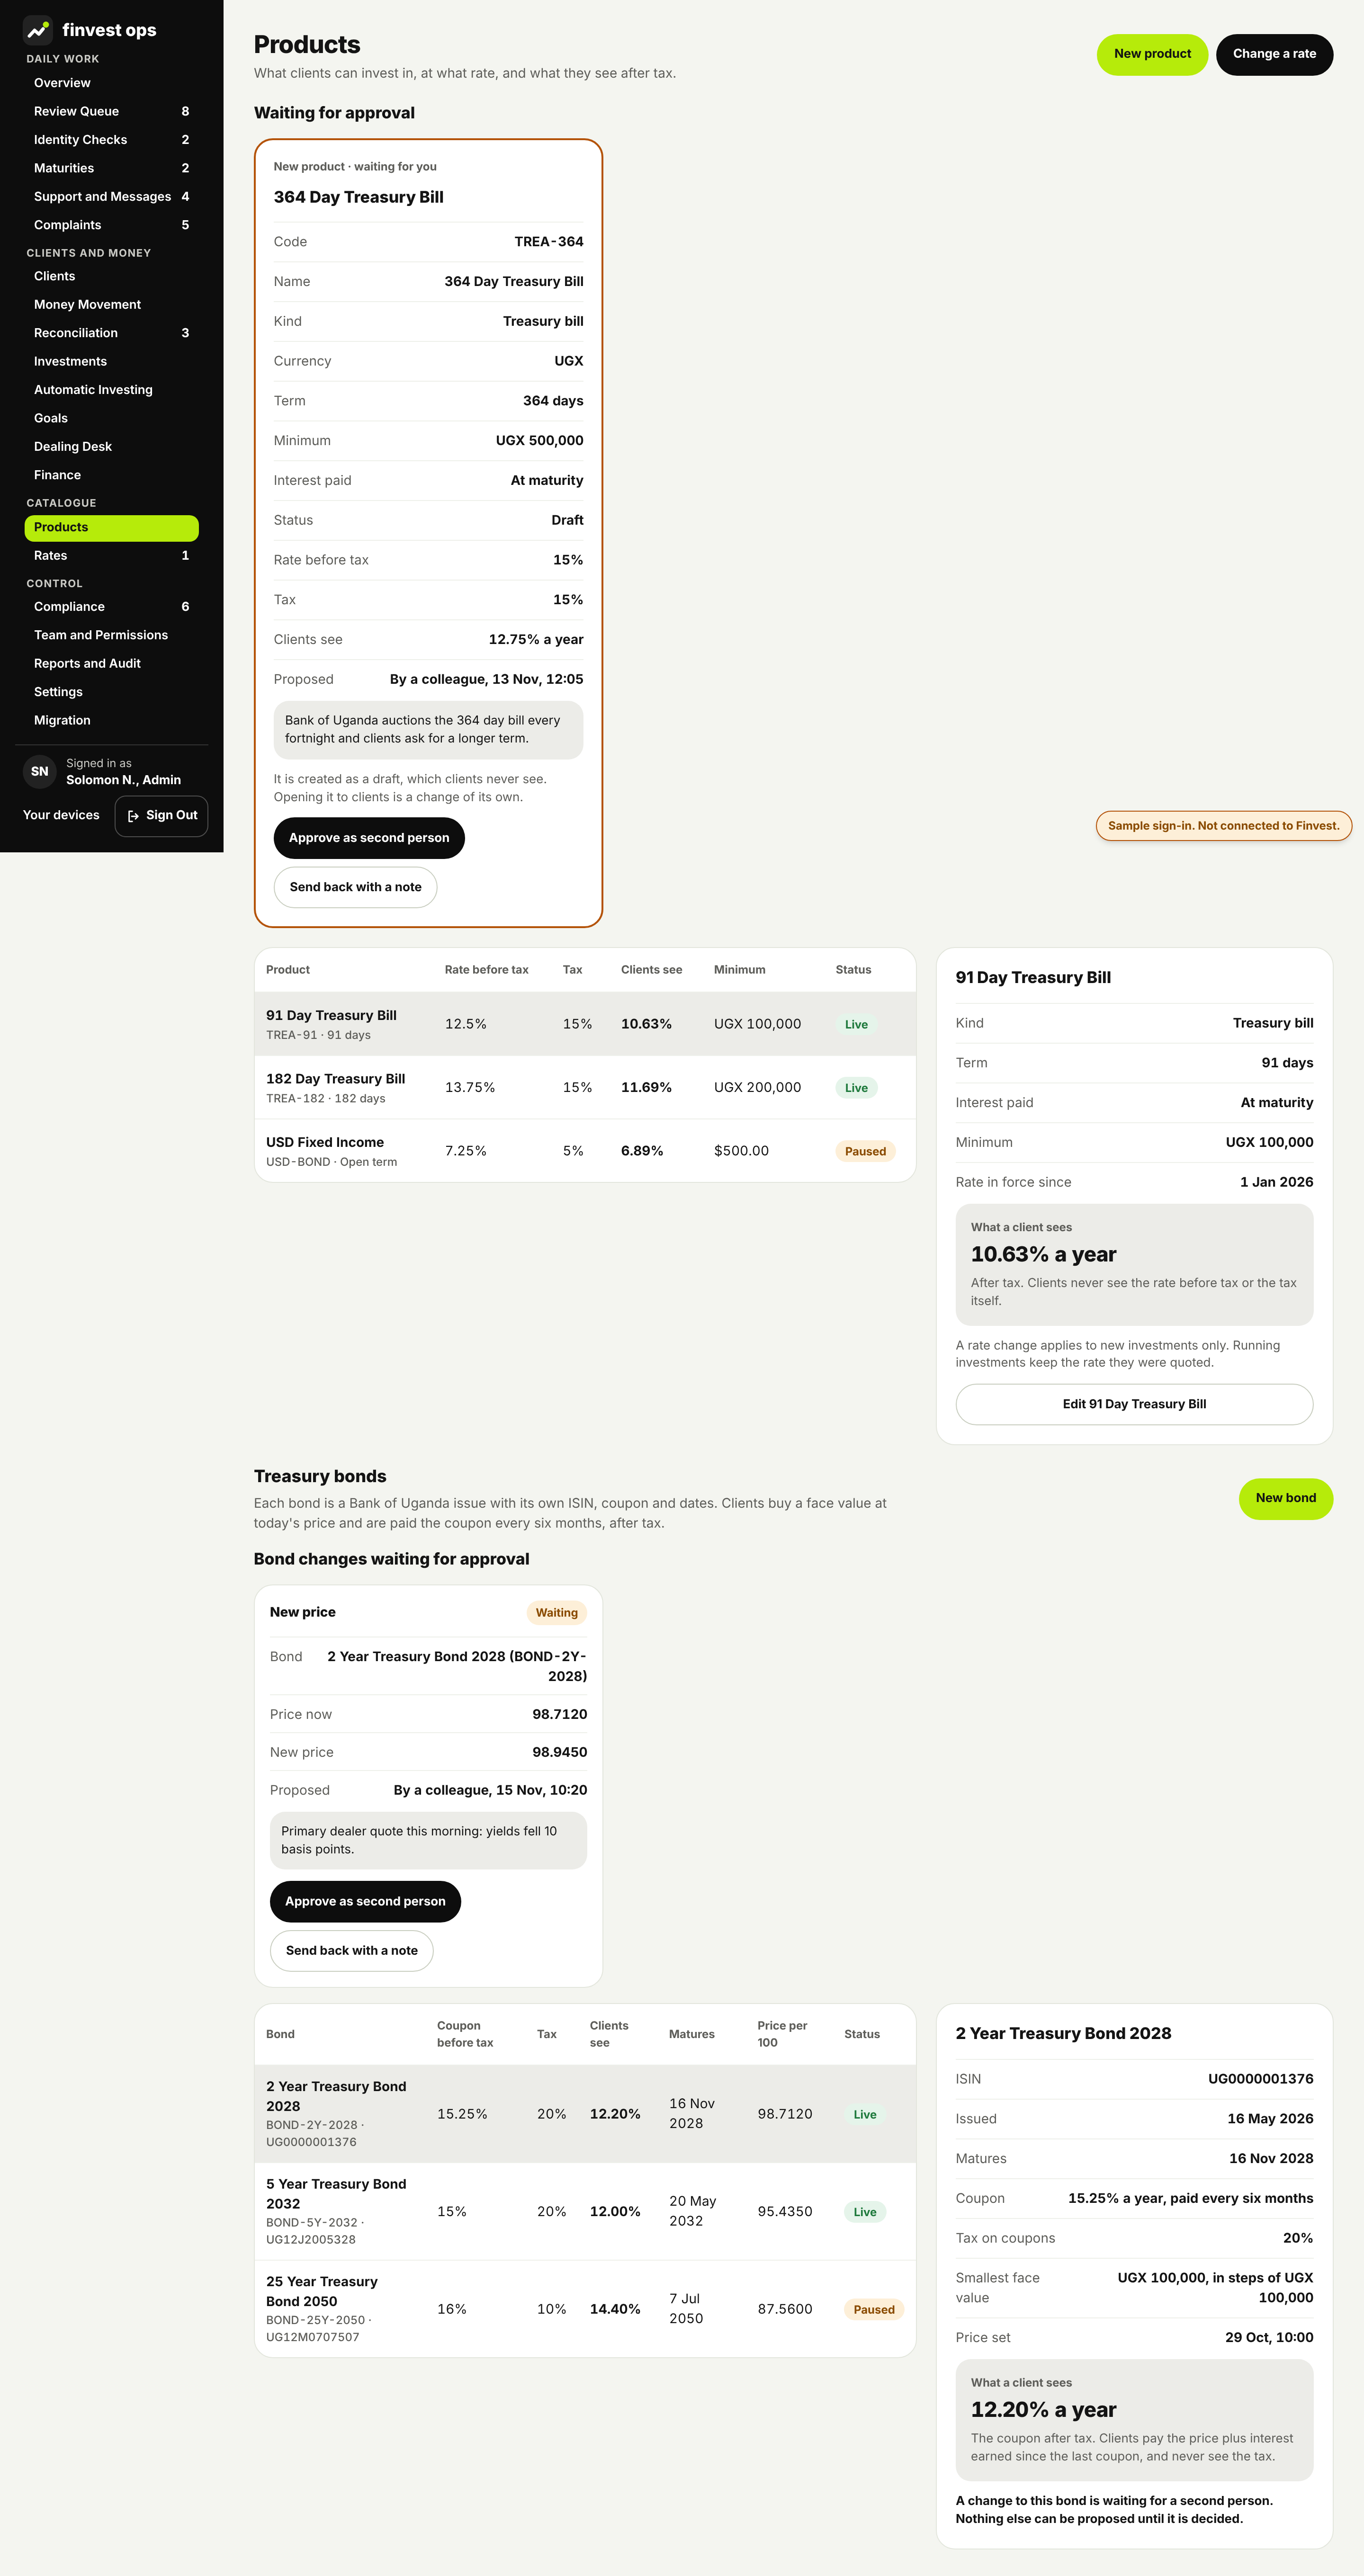 finvest ops
DAILY WORK
Overview
Review Queue 8
Identity Checks 2
Maturities 2
Support and Messages 4
Complaints 5
CLIENTS AND MONEY
Clients
Money Movement
Reconciliation 3
Investments
Automatic Investing
Goals
Dealing Desk
Finance
CATALOGUE
Products
Rates 1
CONTROL
Compliance 6
Team and Permissions
Reports and Audit
Settings
Migration
SN
Signed in as
Solomon N., Admin
Your devices
Sign Out
Products
What clients can invest in, at what rate, and what they see after tax.
New product
Change a rate
Waiting for approval
New product · waiting for you
364 Day Treasury Bill
Code TREA-364
Name 364 Day Treasury Bill
Kind Treasury bill
Currency UGX
Term 364 days
Minimum UGX 500,000
Interest paid At maturity
Status Draft
Rate before tax 15%
Tax 15%
Clients see 12.75% a year
Proposed By a colleague, 13 Nov, 12:05
Bank of Uganda auctions the 364 day bill every
fortnight and clients ask for a longer term.
It is created as a draft, which clients never see.
Opening it to clients is a change of its own.
Approve as second person
Send back with a note
Sample sign-in. Not connected to Finvest.
Product Rate before tax Tax Clients see Minimum Status
91 Day Treasury Bill
TREA-91 · 91 days
12.5% 15% 10.63% UGX 100,000 Live
182 Day Treasury Bill
TREA-182 · 182 days
13.75% 15% 11.69% UGX 200,000 Live
USD Fixed Income
USD-BOND · Open term
7.25% 5% 6.89% $500.00 Paused
91 Day Treasury Bill
Kind Treasury bill
Term 91 days
Interest paid At maturity
Minimum UGX 100,000
Rate in force since 1 Jan 2026
What a client sees
10.63% a year
After tax. Clients never see the rate before tax or the tax
itself.
A rate change applies to new investments only. Running
investments keep the rate they were quoted.
Edit 91 Day Treasury Bill
Treasury bonds
Each bond is a Bank of Uganda issue with its own ISIN, coupon and dates. Clients buy a face value at
today's price and are paid the coupon every six months, after tax.
New bond
Bond changes waiting for approval
New price Waiting
Bond 2 Year Treasury Bond 2028 (BOND-2Y-
2028)
Price now 98.7120
New price 98.9450
Proposed By a colleague, 15 Nov, 10:20
Primary dealer quote this morning: yields fell 10
basis points.
Approve as second person
Send back with a note
Bond Coupon before tax Tax Clients see Matures Price per 100 Status
2 Year Treasury Bond
2028
BOND-2Y-2028 ·
UG0000001376
15.25% 20% 12.20% 16 Nov 2028 98.7120 Live
5 Year Treasury Bond
2032
BOND-5Y-2032 ·
UG12J2005328
15% 20% 12.00% 20 May 2032 95.4350 Live
25 Year Treasury
Bond 2050
BOND-25Y-2050 ·
UG12M0707507
16% 10% 14.40% 7 Jul 2050 87.5600 Paused
2 Year Treasury Bond 2028
ISIN UG0000001376
Issued 16 May 2026
Matures 16 Nov 2028
Coupon 15.25% a year, paid every six months
Tax on coupons 20%
Smallest face value UGX 100,000, in steps of UGX 100,000
Price set 29 Oct, 10:00
What a client sees
12.20% a year
The coupon after tax. Clients pay the price plus interest
earned since the last coupon, and never see the tax.
A change to this bond is waiting for a second person.
Nothing else can be proposed until it is decided.